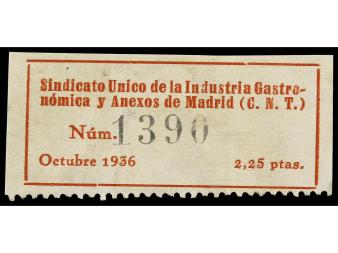 Sindicato Unico de la Industria Gastro-
nómica y Anexos de Madrid (C. N. T.)
Núm. 1390
Octubre 1936 2,25 ptas.